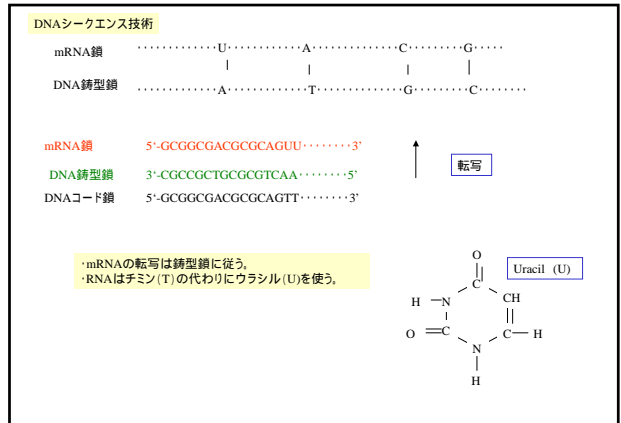 DNAシークエンス技術
mRNA鎖 ············U··········A············C········G·····
DNA鋳型鎖 ············A··········T············G········C·······
mRNA鎖 5‘-GCGGCGACGCGCAGUU········3’
DNA鋳型鎖 3‘-CGCCGCTGCGCGTCAA········5’
DNAコード鎖 5‘-GCGGCGACGCGCAGTT········3’
転写
·mRNAの転写は鋳型鎖に従う。
·RNAはチミン(T)の代わりにウラシル(U)を使う。
Uracil (U)
O
C
H N CH
O C C H
N
H